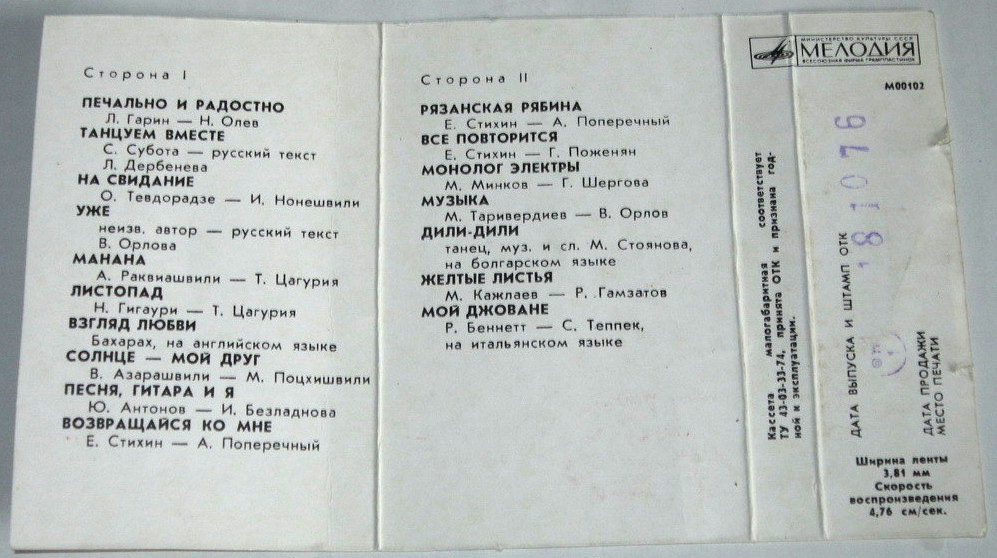 Сторона I
ПЕЧАЛЬНО И РАДОСТНО
Л. Гарин — Н. Олев
ТАНЦУЕМ ВМЕСТЕ
С. Субота — русский текст
Л. Дербенева
НА СВИДАНИЕ
О. Тевдорадзе — И. Нонешвили
УЖЕ
неизв. автор — русский текст
В. Орлова
МАНАНА
А. Раквиашвили — Т. Цагурия
ЛИСТОПАД
Н. Гигаури — Т. Цагурия
ВЗГЛЯД ЛЮБВИ
Бахарах, на английском языке
СОЛНЦЕ — МОЙ ДРУГ
В. Азарашвили — М. Поцхишвили
ПЕСНЯ, ГИТАРА И Я
Ю. Антонов — И. Безладнова
ВОЗВРАЩАЙСЯ КО МНЕ
Е. Стихин — А. Поперечный
Сторона II
РЯЗАНСКАЯ РЯБИНА
Е. Стихин — А. Поперечный
ВСЕ ПОВТОРИТСЯ
Е. Стихин — Г. Поженян
МОНОЛОГ ЭЛЕКТРЫ
М. Минков — Г. Шергова
МУЗЫКА
М. Таривердиев — В. Орлов
ДИЛИ-ДИЛИ
танец, муз. и сл. М. Стоянова,
на болгарском языке
ЖЕЛТЫЕ ЛИСТЬЯ
М. Кажлаев — Р. Гамзатов
МОЙ ДЖОВАНЕ
Р. Беннетт — С. Теппек,
на итальянском языке
Кассета малогабаритная соответствует
ТУ 43-03-33-74, принята ОТК и признана год-
ной к эксплуатации.
МИНИСТЕРСТВО КУЛЬТУРЫ СССР
МЕЛОДИЯ
ВСЕСОЮЗНАЯ ФИРМА ГРАМПЛАСТИНОК
М00102
ДАТА ВЫПУСКА И ШТАМП ОТК
181076
ДАТА ПРОДАЖИ
МЕСТО ПЕЧАТИ
Ширина ленты
3,81 мм
Скорость
воспроизведения
4,76 см/сек.